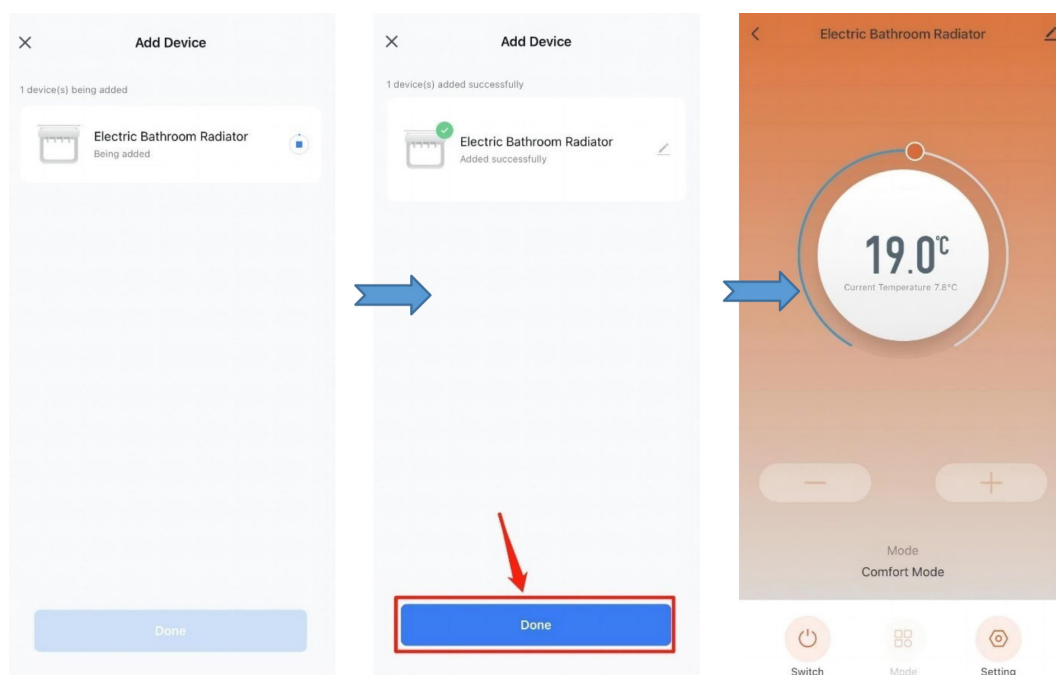 Add Device
1 device(s) being added
Electric Bathroom Radiator
Being added
Done
Add Device
1 device(s) added successfully
Electric Bathroom Radiator
Added successfully
Done
Electric Bathroom Radiator
19.0°C
Current Temperature 7.8°C
Mode
Comfort Mode
Switch
Mode
Setting